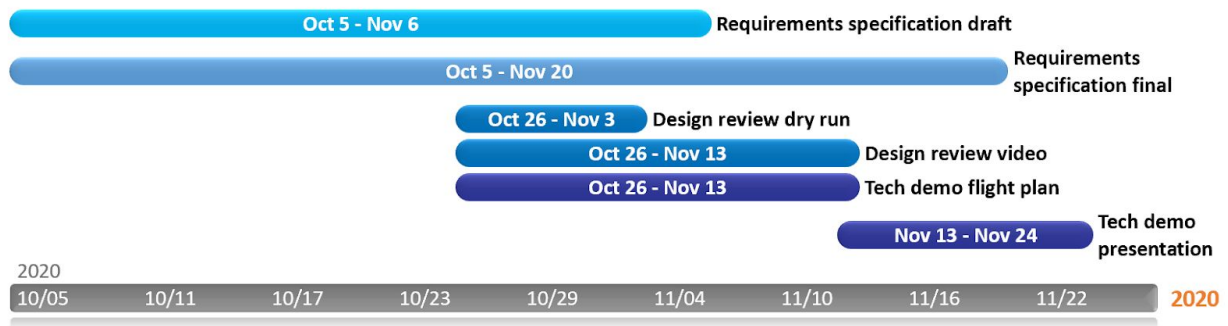 Oct 5 - Nov 6 Requirements specification draft
Oct 5 - Nov 20 Requirements
specification final
Oct 26 - Nov 3 Design review dry run
Oct 26 - Nov 13 Design review video
Oct 26 - Nov 13 Tech demo flight plan
Nov 13 - Nov 24 Tech demo
presentation
2020
10/05 10/11 10/17 10/23 10/29 11/04 11/10 11/16 11/22 2020